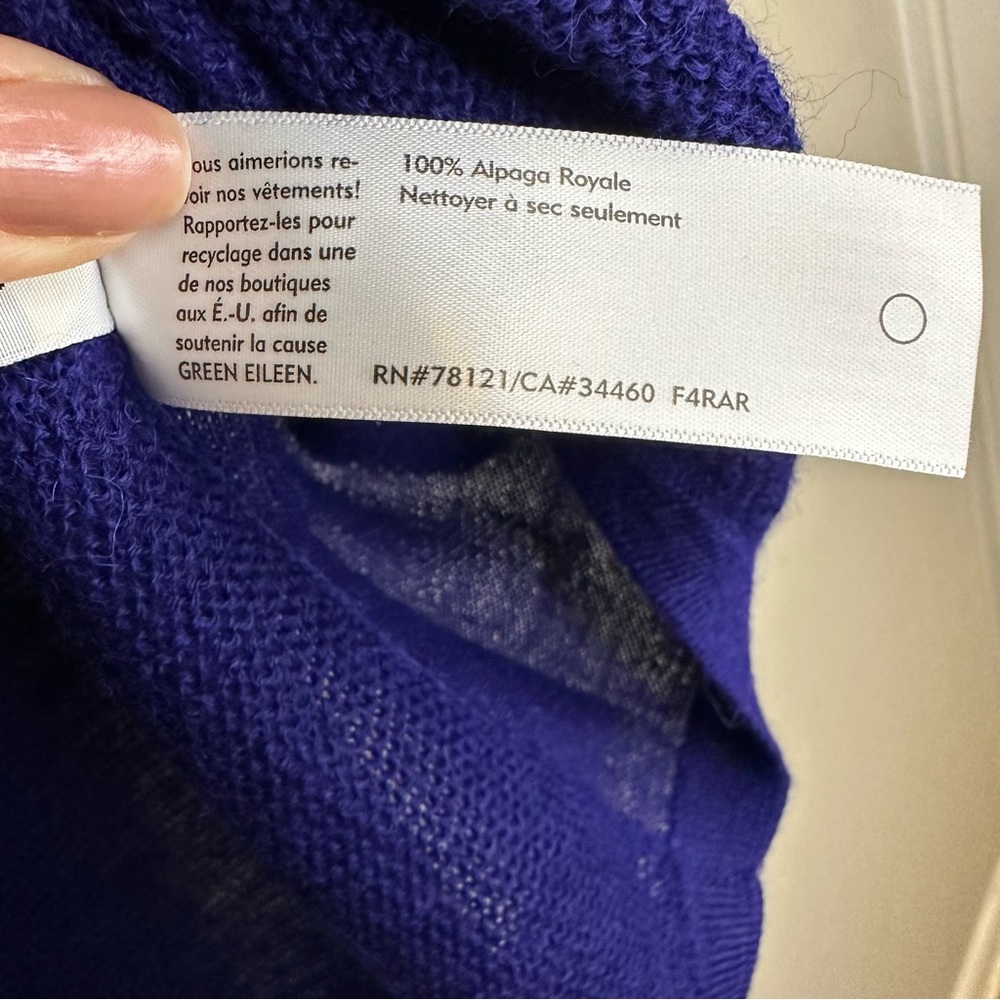 ous aimerions re-
oir nos vêtements!
Rapportez-les pour
recyclage dans une
de nos boutiques
aux É.-U. afin de
soutenir la cause
GREEN EILEEN.
100% Alpaga Royale
Nettoyer à sec seulement
RN#78121/CA#34460 F4RAR